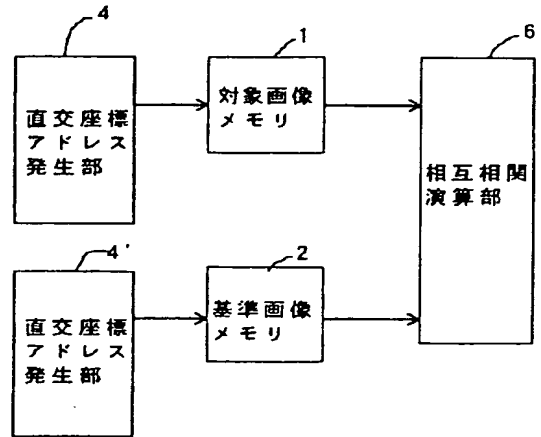 4
直交座標
アドレス
発生部
1
対象画像
メモリ
6
相互相関
演算部
4'
直交座標
アドレス
発生部
2
基準画像
メモリ